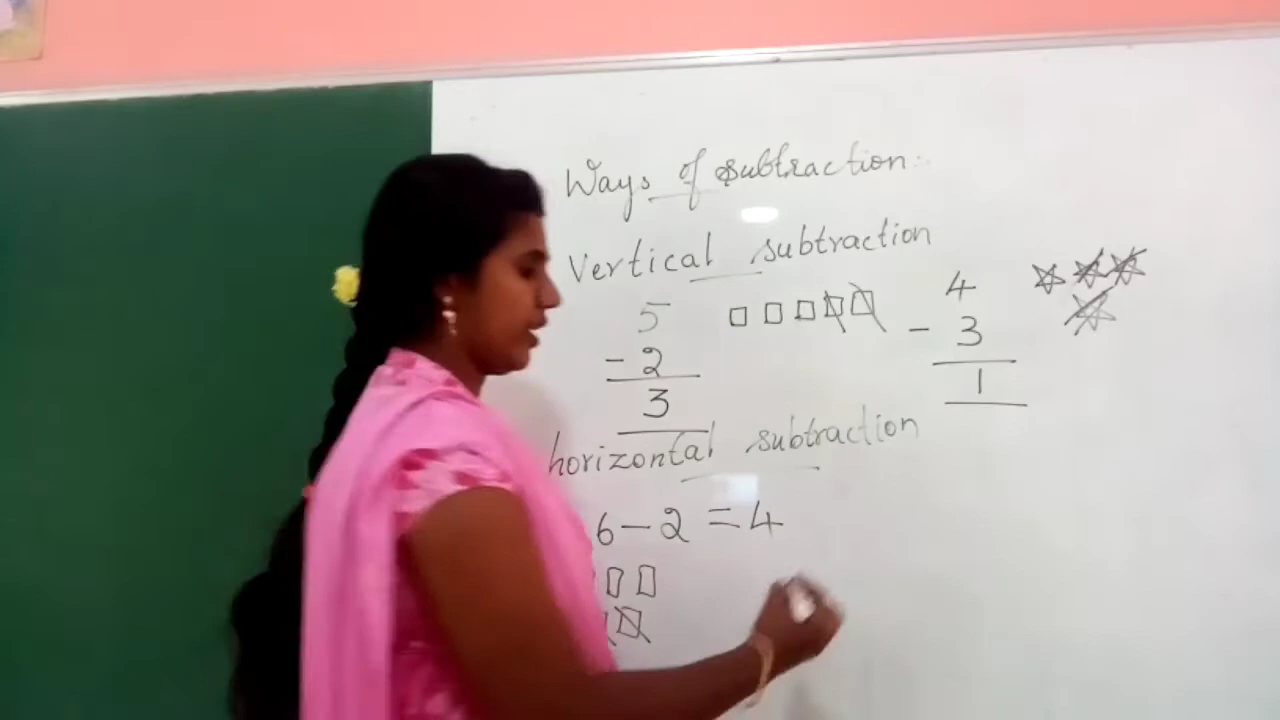 Ways of subtraction:
Vertical subtraction
5
- 2
3
4
- 3
1
horizontal subtraction
6 - 2 = 4